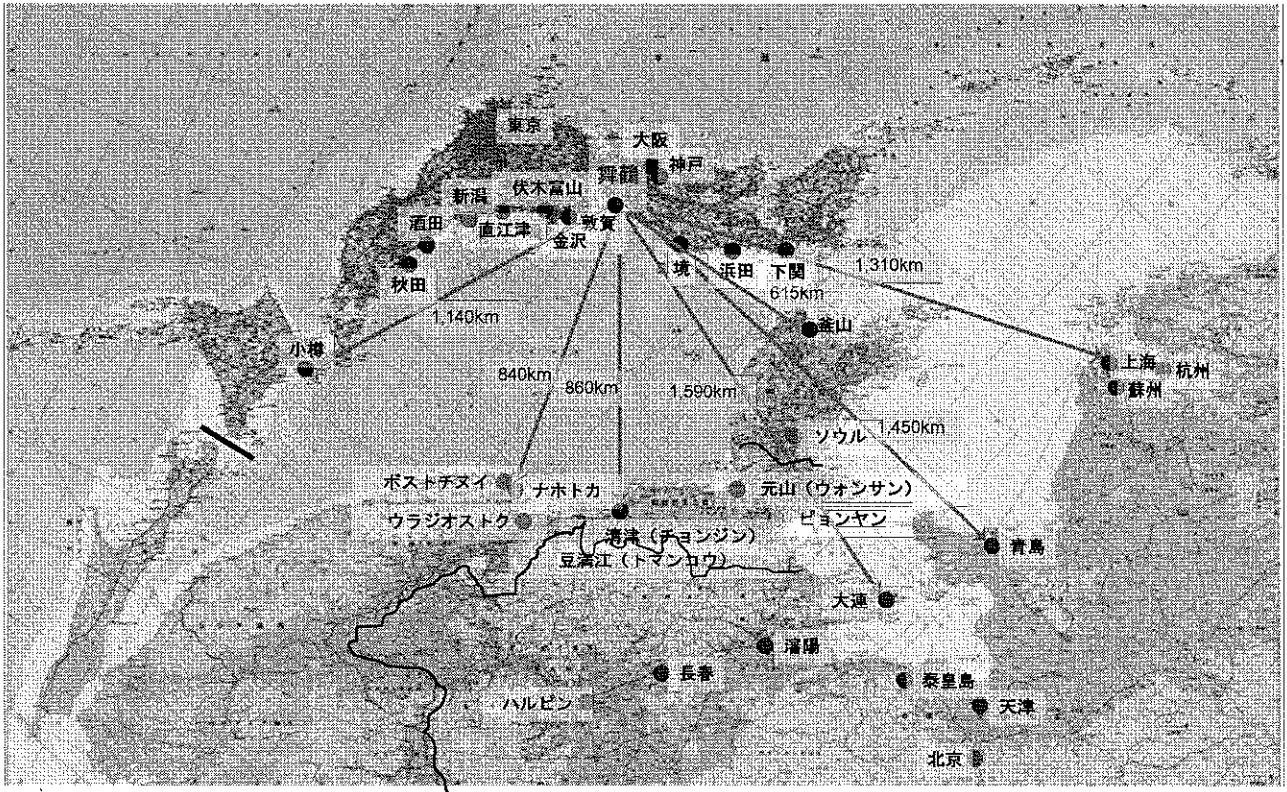 東京
大阪
神戸
舞鶴
伏木富山
新潟
酒田
直江津
敦賀
金沢
秋田
境
浜田
下関
1,310km
615km
1,140km
釜山
小樽
上海
杭州
蘇州
840km
860km
1,590km
1,450km
ソウル
ボストチヌイ
ナホトカ
元山（ウォンサン）
ウラジオストク
ピョンヤン
清津（チョンジン）
青島
豆満江（トマンコウ）
大連
瀋陽
長春
秦皇島
ハルビン
天津
北京